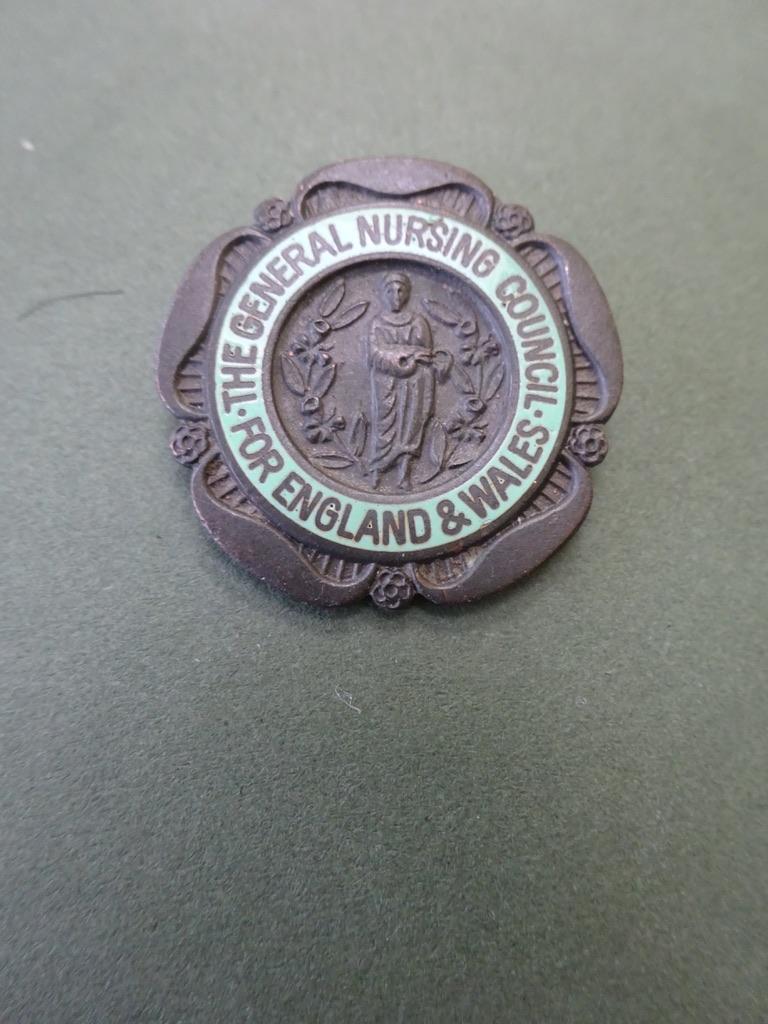 · THE GENERAL NURSING COUNCIL ·
FOR ENGLAND & WALES